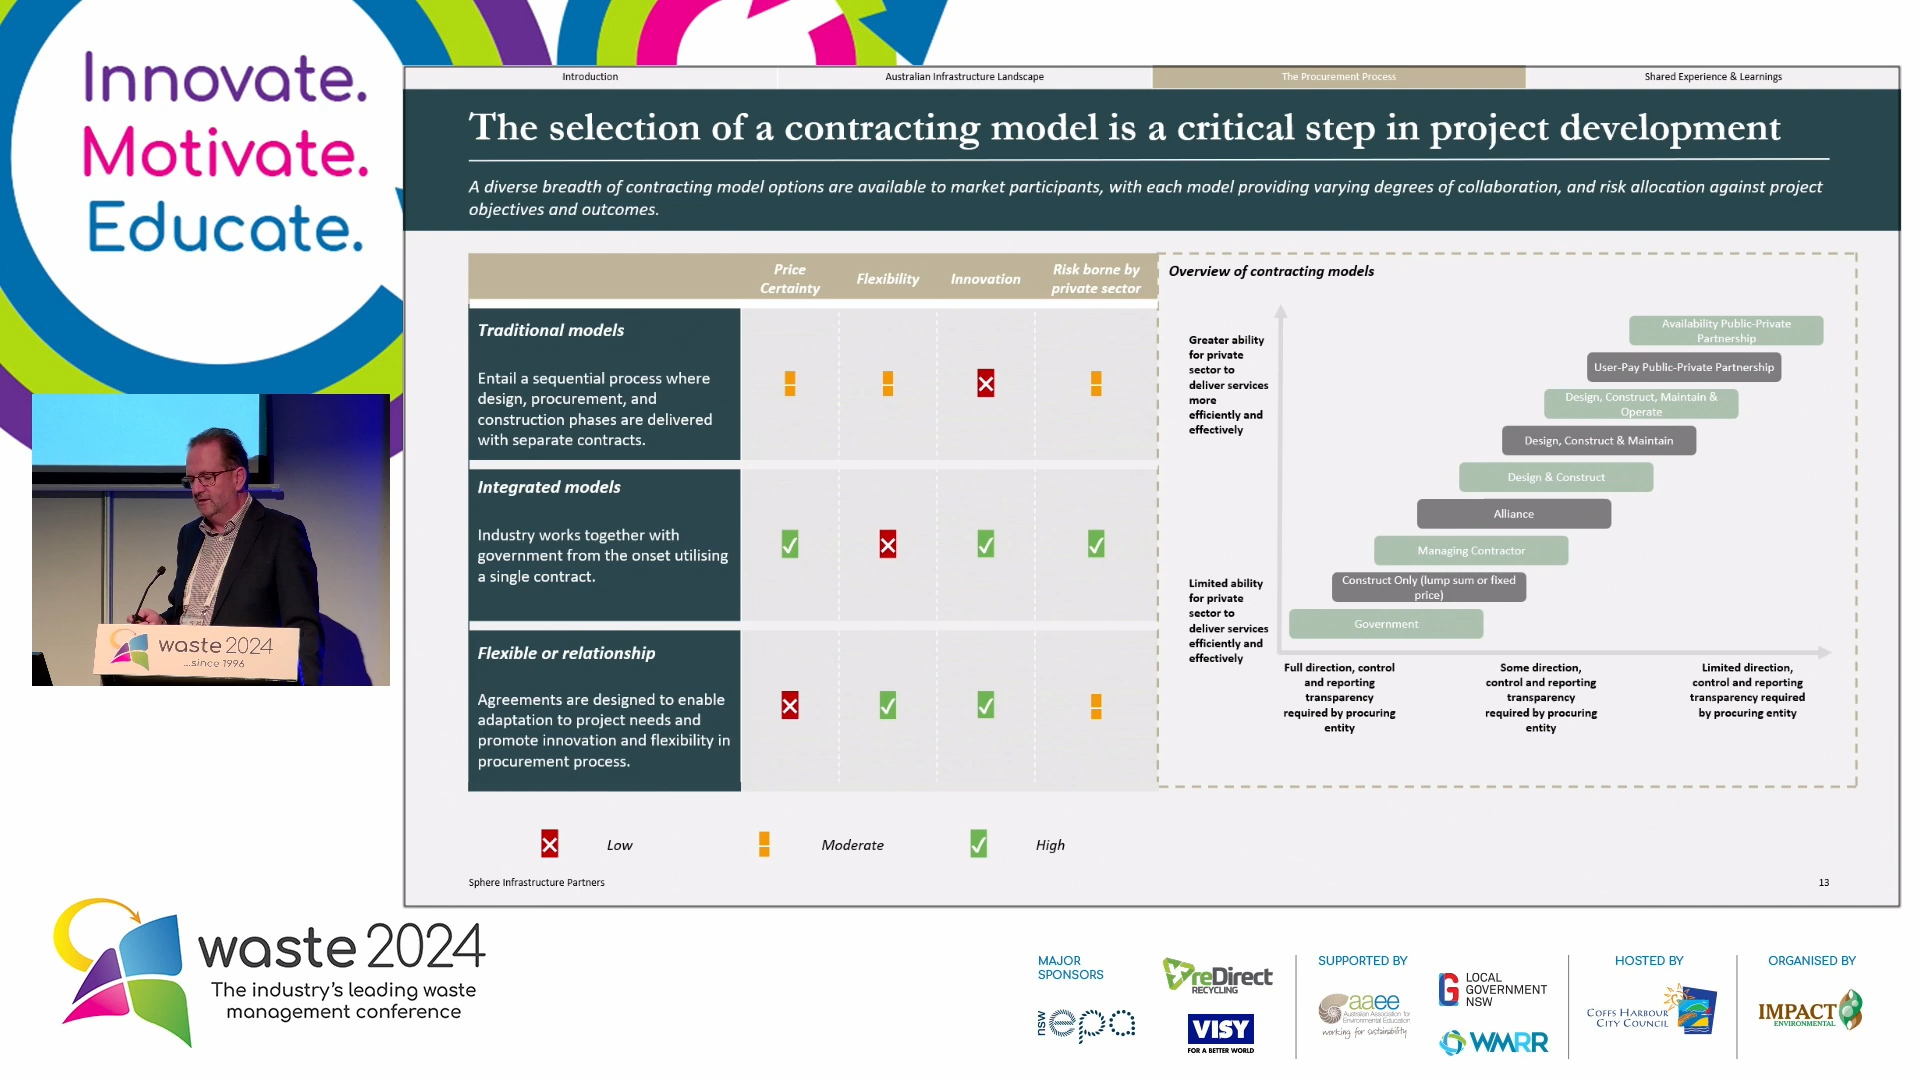 Innovate.
Motivate.
Educate.
Introduction
Australian Infrastructure Landscape
The Procurement Process
Shared Experience & Learnings
The selection of a contracting model is a critical step in project development
A diverse breadth of contracting model options are available to market participants, with each model providing varying degrees of collaboration, and risk allocation against project
objectives and outcomes.
Price
Certainty
Flexibility
Innovation
Risk borne by
private sector
Traditional models
Entail a sequential process where
design, procurement, and
construction phases are delivered
with separate contracts.
Integrated models
Industry works together with
government from the onset utilising
a single contract.
Flexible or relationship
Agreements are designed to enable
adaptation to project needs and
promote innovation and flexibility in
procurement process.
Low
Moderate
High
Overview of contracting models
Greater ability
for private
sector to
deliver services
more
efficiently and
effectively
Limited ability
for private
sector to
deliver services
efficiently and
effectively
Availability Public-Private
Partnership
User-Pay Public-Private Partnership
Design, Construct, Maintain &
Operate
Design, Construct & Maintain
Design & Construct
Alliance
Managing Contractor
Construct Only (lump sum or fixed
price)
Government
Full direction, control
and reporting
transparency
required by procuring
entity
Some direction,
control and reporting
transparency
required by procuring
entity
Limited direction,
control and reporting
transparency required
by procuring entity
Sphere Infrastructure Partners
13
waste 2024
...since 1996
waste 2024
The industry's leading waste
management conference
MAJOR
SPONSORS
nsw epa
reDirect
RECYCLING
VISY
FOR A BETTER WORLD
SUPPORTED BY
aaee
Australian Association for
Environmental Education
working for sustainability
LOCAL
GOVERNMENT
NSW
WMRR
HOSTED BY
COFFS HARBOUR
CITY COUNCIL
ORGANISED BY
IMPACT
ENVIRONMENTAL